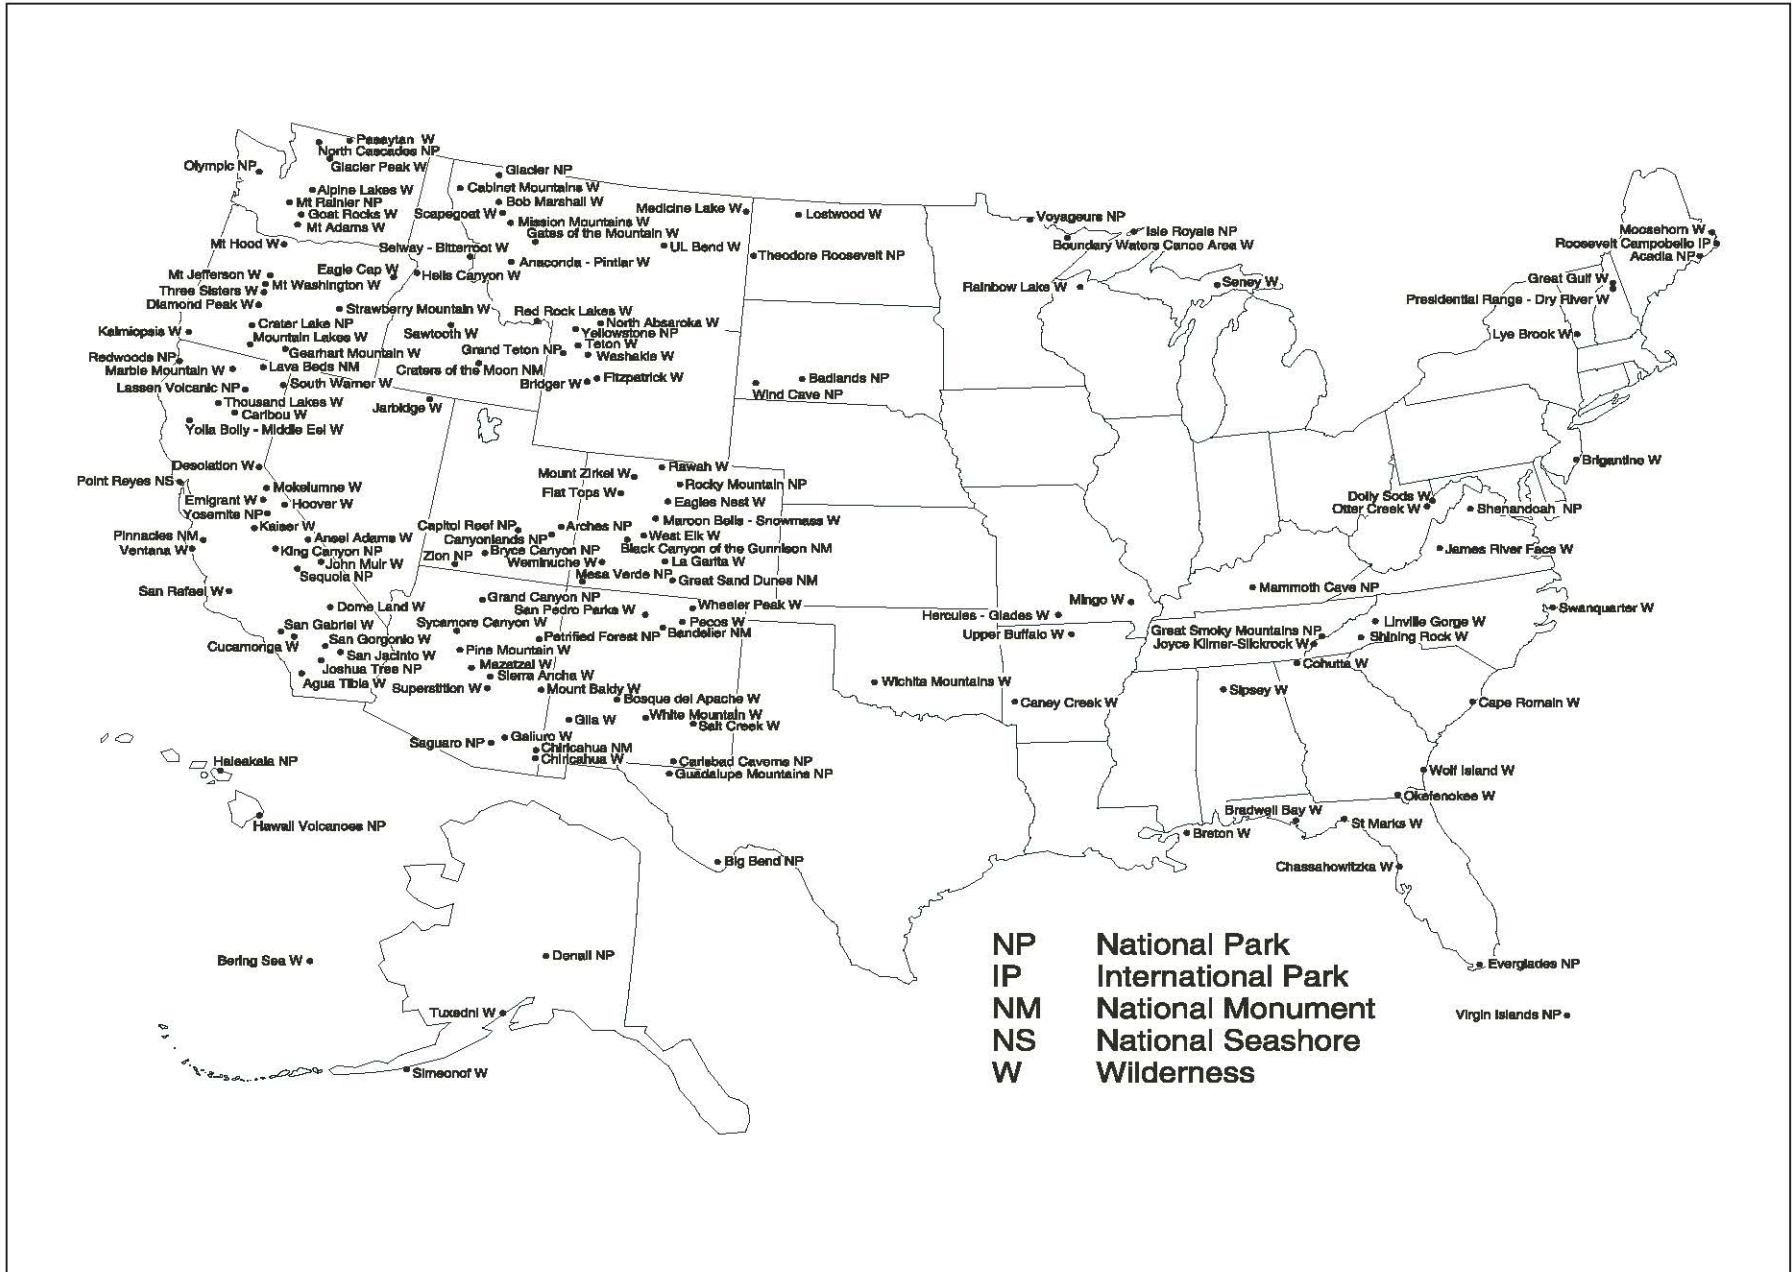 Pasaytan W
North Cascades NP
Glacier Peak W
Olympic NP
Alpine Lakes W
Mt Rainier NP
Goat Rocks W
Mt Adams W
Mt Hood W
Mt Jefferson W
Mt Washington W
Three Sisters W
Diamond Peak W
Eagle Cap W
Hells Canyon W
Strawberry Mountain W
Kalmiopsis W
Crater Lake NP
Mountain Lakes W
Gearhart Mountain W
Glacier NP
Cabinet Mountains W
Bob Marshall W
Scapegoat W
Mission Mountains W
Gates of the Mountain W
Selway - Bitterroot W
Anaconda - Pintlar W
Medicine Lake W
UL Bend W
Red Rock Lakes W
Sawtooth W
Craters of the Moon NM
North Absaroka W
Yellowstone NP
Teton W
Grand Teton NP
Washakie W
Bridger W
Fitzpatrick W
Lostwood W
Theodore Roosevelt NP
Badlands NP
Wind Cave NP
Voyageurs NP
Isle Royale NP
Boundary Waters Canoe Area W
Rainbow Lake W
Seney W
Moosehorn W
Roosevelt Campobello IP
Acadia NP
Great Gulf W
Presidential Range - Dry River W
Lye Brook W
Redwoods NP
Marble Mountain W
Lava Beds NM
Lassen Volcanic NP
South Warner W
Thousand Lakes W
Caribou W
Yolla Bolly - Middle Eel W
Jarbidge W
Desolation W
Point Reyes NS
Mokelumne W
Emigrant W
Hoover W
Yosemite NP
Kaiser W
Pinnacles NM
Ansel Adams W
Ventana W
King Canyon NP
John Muir W
Sequoia NP
San Rafael W
Dome Land W
San Gabriel W
Cucamonga W
San Gorgonio W
San Jacinto W
Joshua Tree NP
Agua Tibia W
Mount Zirkel W
Rawah W
Rocky Mountain NP
Flat Tops W
Eagles Nest W
Maroon Bells - Snowmass W
West Elk W
Black Canyon of the Gunnison NM
Weminuche W
La Garita W
Mesa Verde NP
Great Sand Dunes NM
Capitol Reef NP
Arches NP
Canyonlands NP
Bryce Canyon NP
Zion NP
Grand Canyon NP
Sycamore Canyon W
Petrified Forest NP
Pine Mountain W
Mazatzal W
Sierra Ancha W
Superstition W
Mount Baldy W
Saguaro NP
Galiuro W
Chiricahua NM
Chiricahua W
San Pedro Parks W
Wheeler Peak W
Pecos W
Bandelier NM
Bosque del Apache W
Gila W
White Mountain W
Salt Creek W
Carlsbad Caverns NP
Guadalupe Mountains NP
Big Bend NP
Wichita Mountains W
Hercules - Glades W
Mingo W
Upper Buffalo W
Caney Creek W
Mammoth Cave NP
Brigantine W
Dolly Sods W
Otter Creek W
Shenandoah NP
James River Face W
Swanquarter W
Linville Gorge W
Shining Rock W
Great Smoky Mountains NP
Joyce Kilmer-Slickrock W
Cohutta W
Sipsey W
Cape Romain W
Wolf Island W
Okefenokee W
Bradwell Bay W
St Marks W
Breton W
Chassahowitzka W
Everglades NP
Virgin Islands NP
Haleakala NP
Hawaii Volcanoes NP
Bering Sea W
Denali NP
Tuxedni W
Simeonof W
NP National Park
IP International Park
NM National Monument
NS National Seashore
W Wilderness